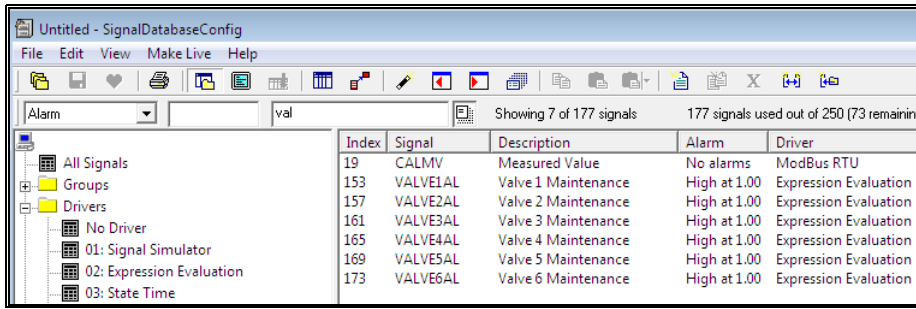 Untitled - SignalDatabaseConfig
File Edit View Make Live Help
Alarm val Showing 7 of 177 signals 177 signals used out of 250 (73 remainin
Index Signal Description Alarm Driver
All Signals
Groups
Drivers
No Driver
01: Signal Simulator
02: Expression Evaluation
03: State Time
19 CALMV Measured Value No alarms ModBus RTU
153 VALVE1AL Valve 1 Maintenance High at 1.00 Expression Evaluation
157 VALVE2AL Valve 2 Maintenance High at 1.00 Expression Evaluation
161 VALVE3AL Valve 3 Maintenance High at 1.00 Expression Evaluation
165 VALVE4AL Valve 4 Maintenance High at 1.00 Expression Evaluation
169 VALVE5AL Valve 5 Maintenance High at 1.00 Expression Evaluation
173 VALVE6AL Valve 6 Maintenance High at 1.00 Expression Evaluation